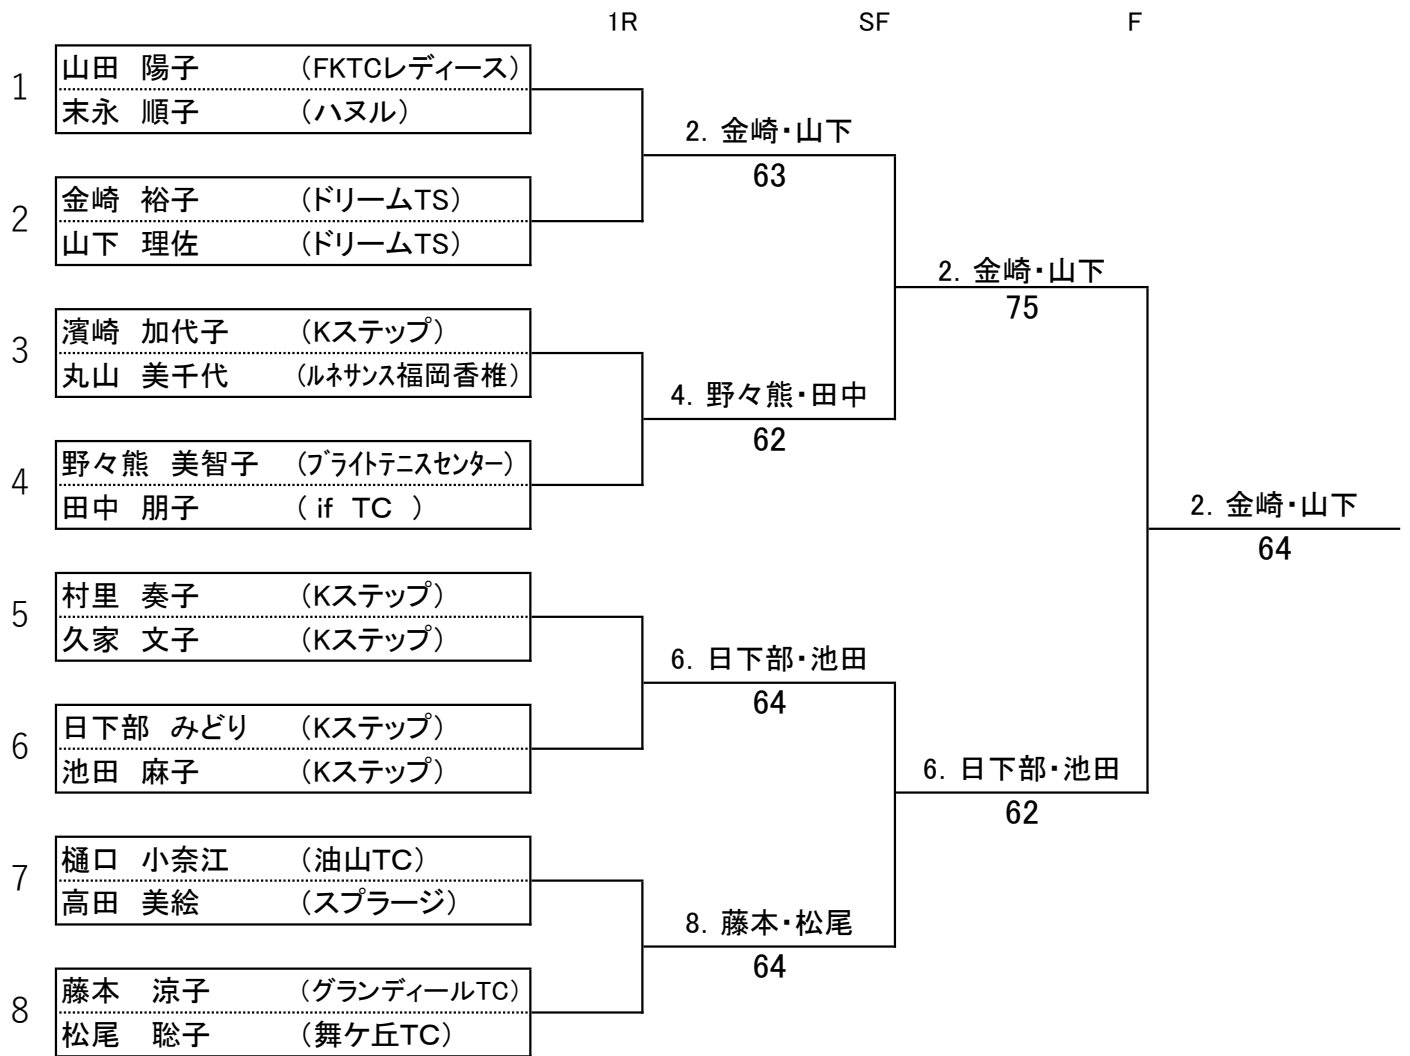 1R SF F
1
山田 陽子 (FKTCレディース)
末永 順子 (ハヌル)
2. 金崎・山下
63
2
金崎 裕子 (ドリームTS)
山下 理佐 (ドリームTS)
2. 金崎・山下
75
3
濱崎 加代子 (Kステップ)
丸山 美千代 (ルネサンス福岡香椎)
4. 野々熊・田中
62
4
野々熊 美智子 (ブライトテニスセンター)
田中 朋子 ( if TC )
2. 金崎・山下
64
5
村里 奏子 (Kステップ)
久家 文子 (Kステップ)
6. 日下部・池田
64
6
日下部 みどり (Kステップ)
池田 麻子 (Kステップ)
6. 日下部・池田
62
7
樋口 小奈江 (油山TC)
高田 美絵 (スプラージ)
8. 藤本・松尾
64
8
藤本 涼子 (グランディールTC)
松尾 聡子 (舞ケ丘TC)